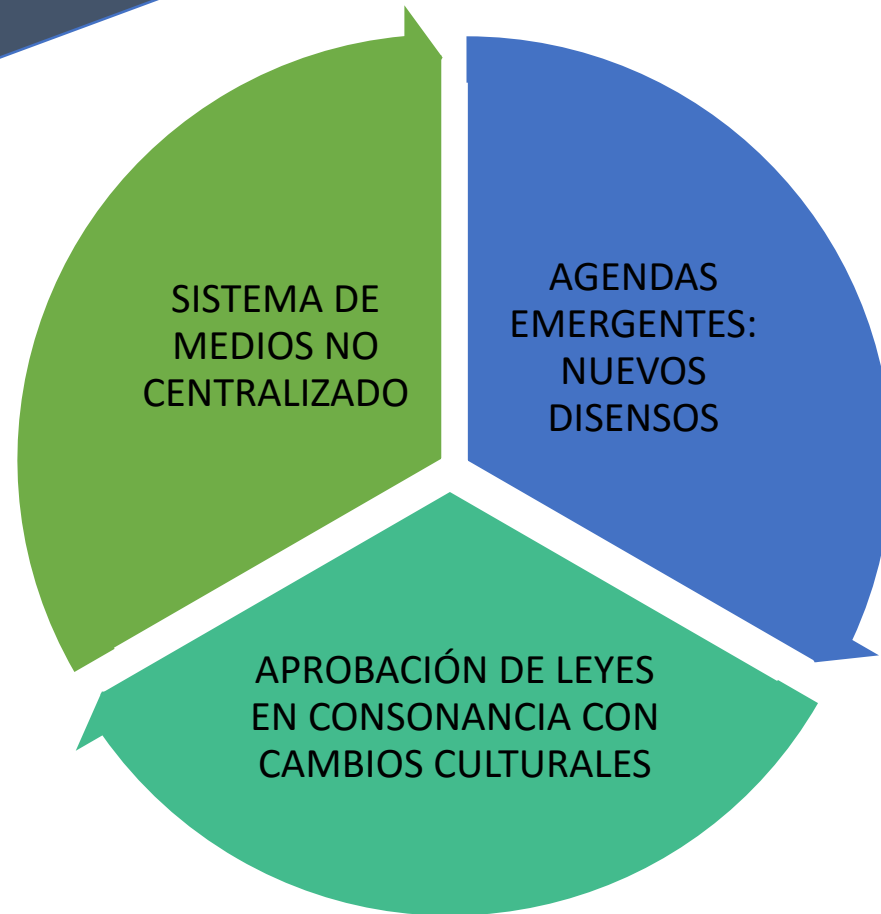 SISTEMA DE
MEDIOS NO
CENTRALIZADO
AGENDAS
EMERGENTES:
NUEVOS
DISENSOS
APROBACIÓN DE LEYES
EN CONSONANCIA CON
CAMBIOS CULTURALES